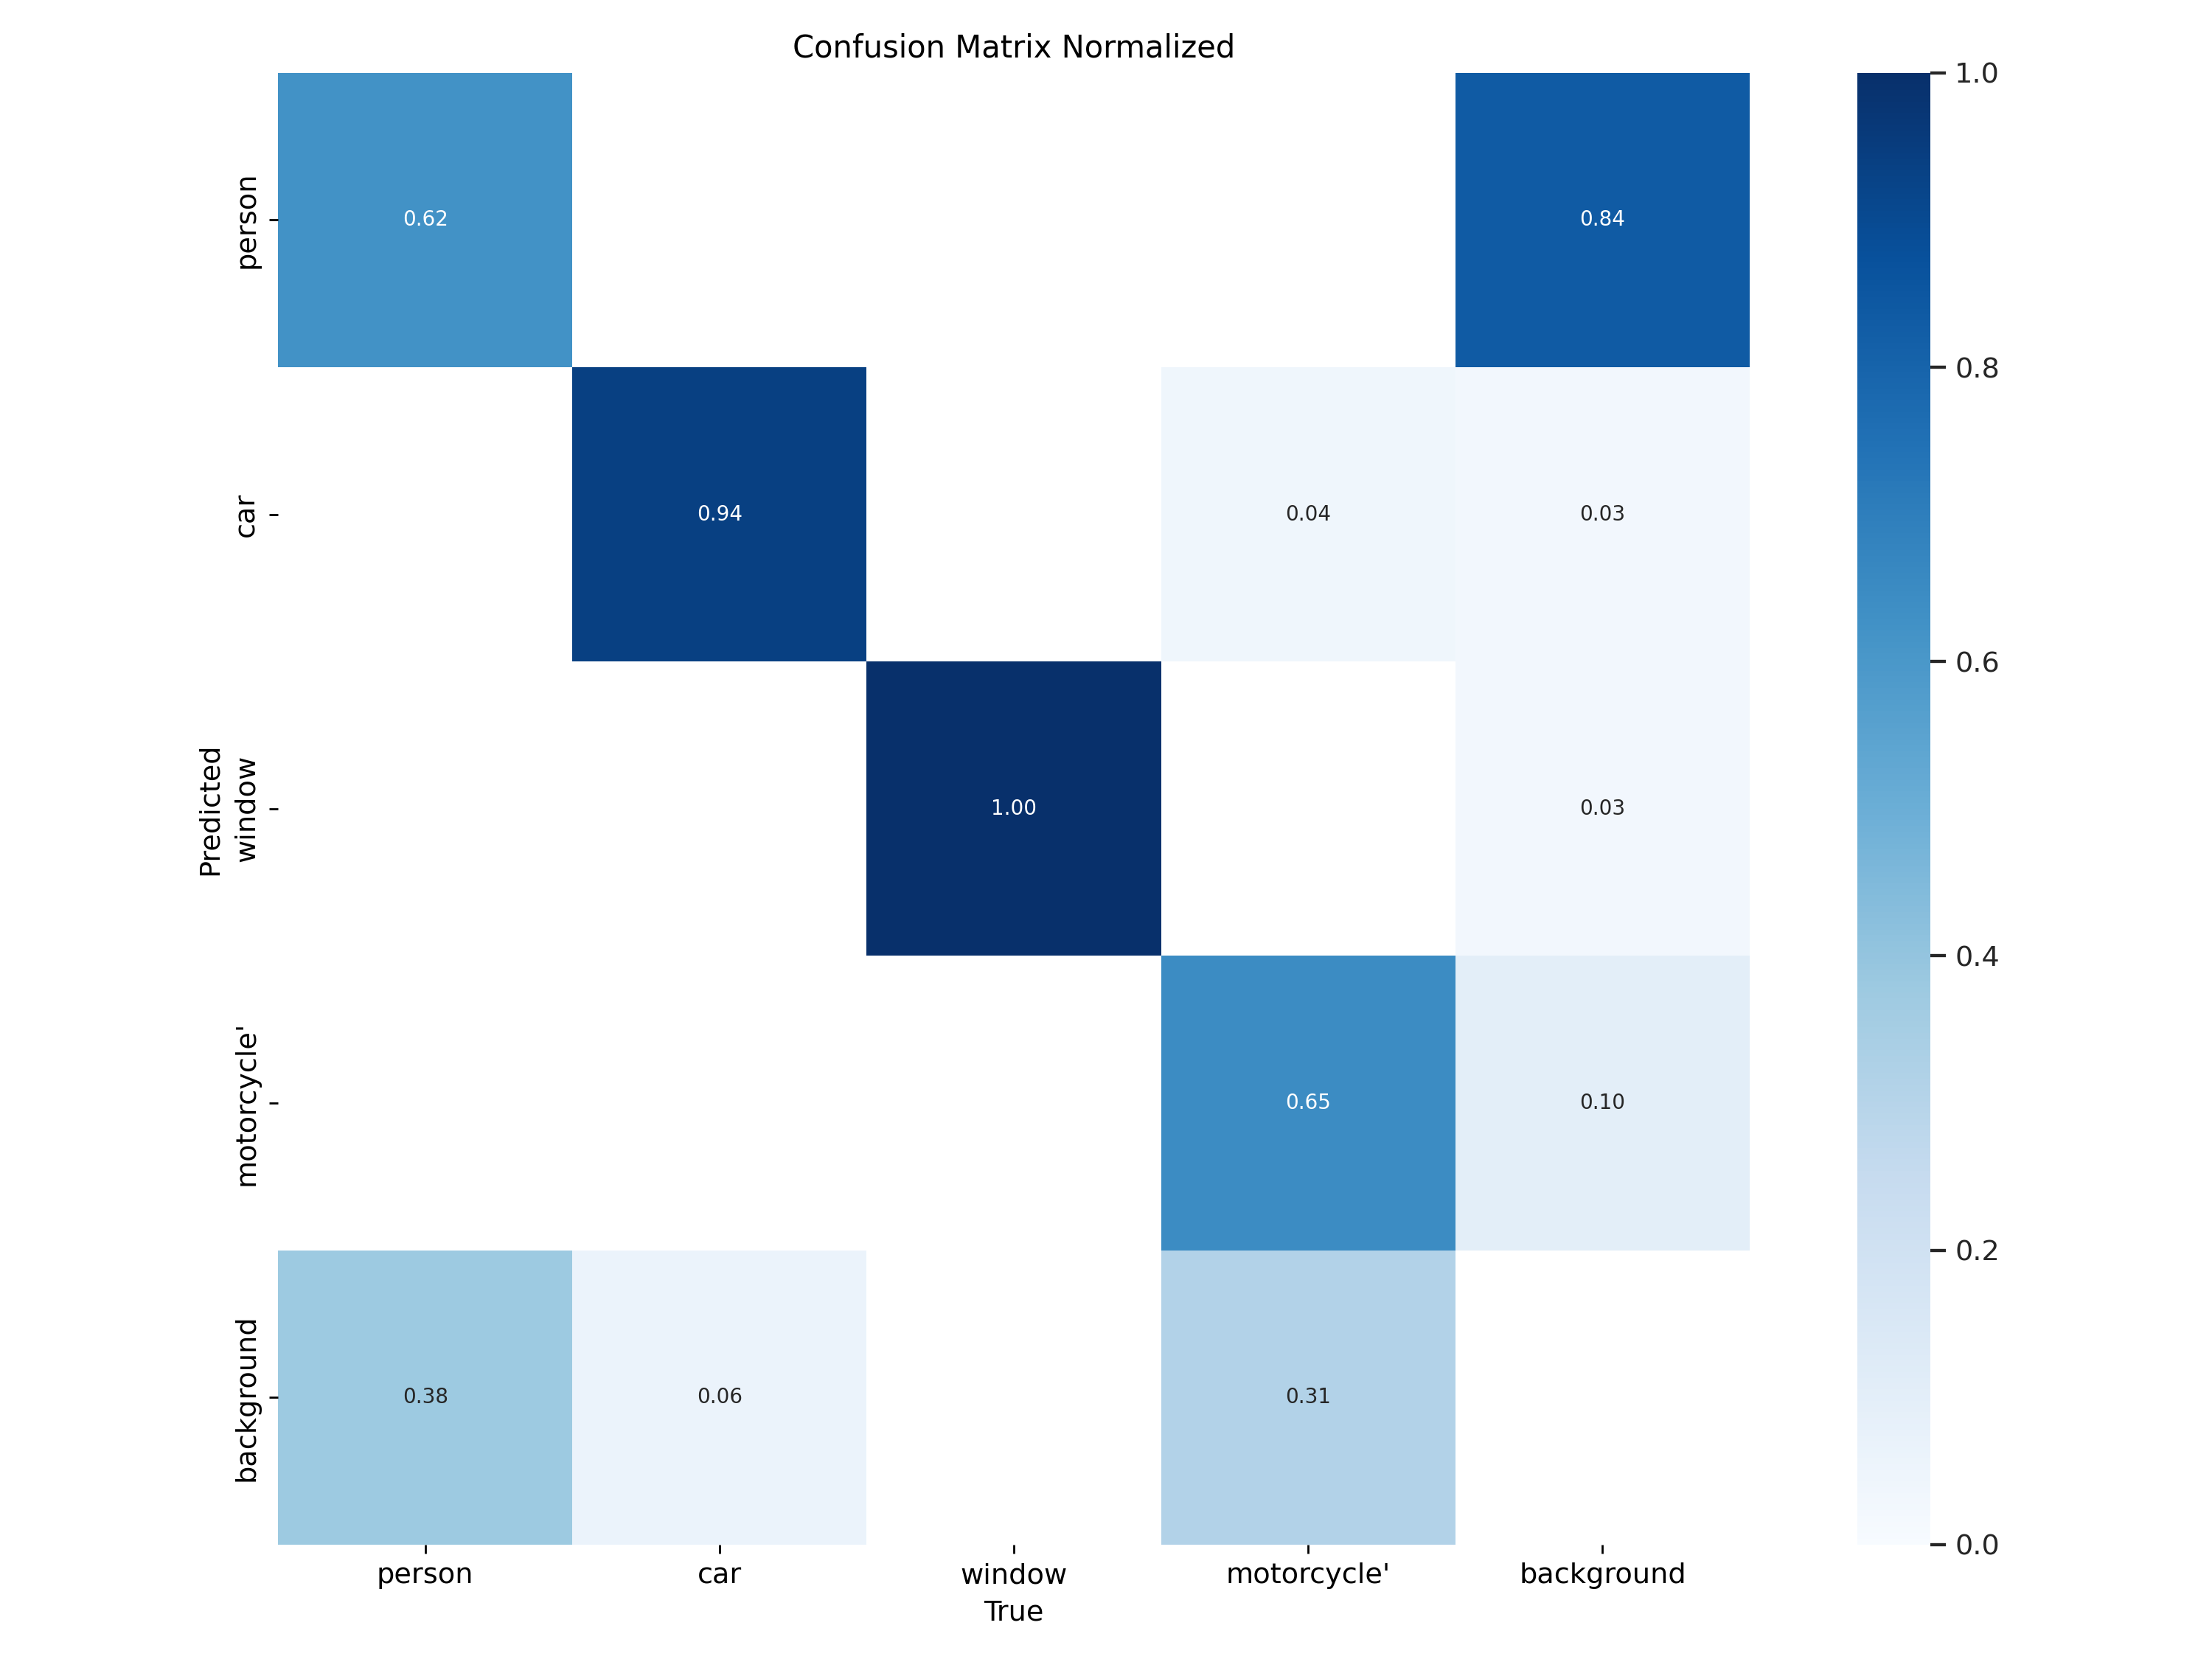 Confusion Matrix Normalized
person
0.62
0.84
1.0
0.8
car
0.94
0.04
0.03
0.6
Predicted
window
1.00
0.03
0.4
motorcycle'
0.65
0.10
0.2
background
0.38
0.06
0.31
0.0
person
car
window
motorcycle'
background
True